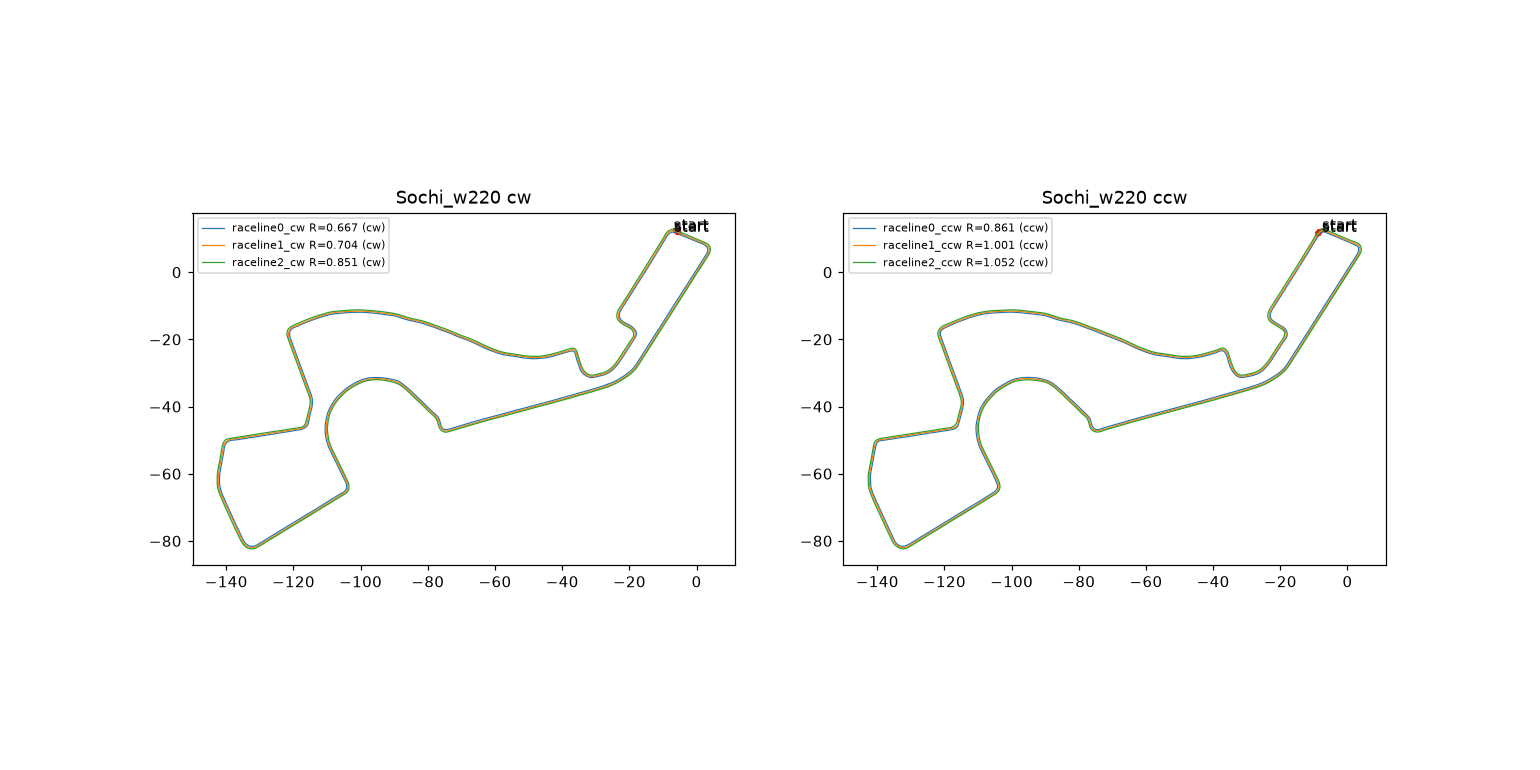 Sochi_w220 cw
raceline0_cw R=0.667 (cw)
raceline1_cw R=0.704 (cw)
raceline2_cw R=0.851 (cw)
start
start
0
−20
−40
−60
−80
−140
−120
−100
−80
−60
−40
−20
0
Sochi_w220 ccw
raceline0_ccw R=0.861 (ccw)
raceline1_ccw R=1.001 (ccw)
raceline2_ccw R=1.052 (ccw)
start
start
0
−20
−40
−60
−80
−140
−120
−100
−80
−60
−40
−20
0